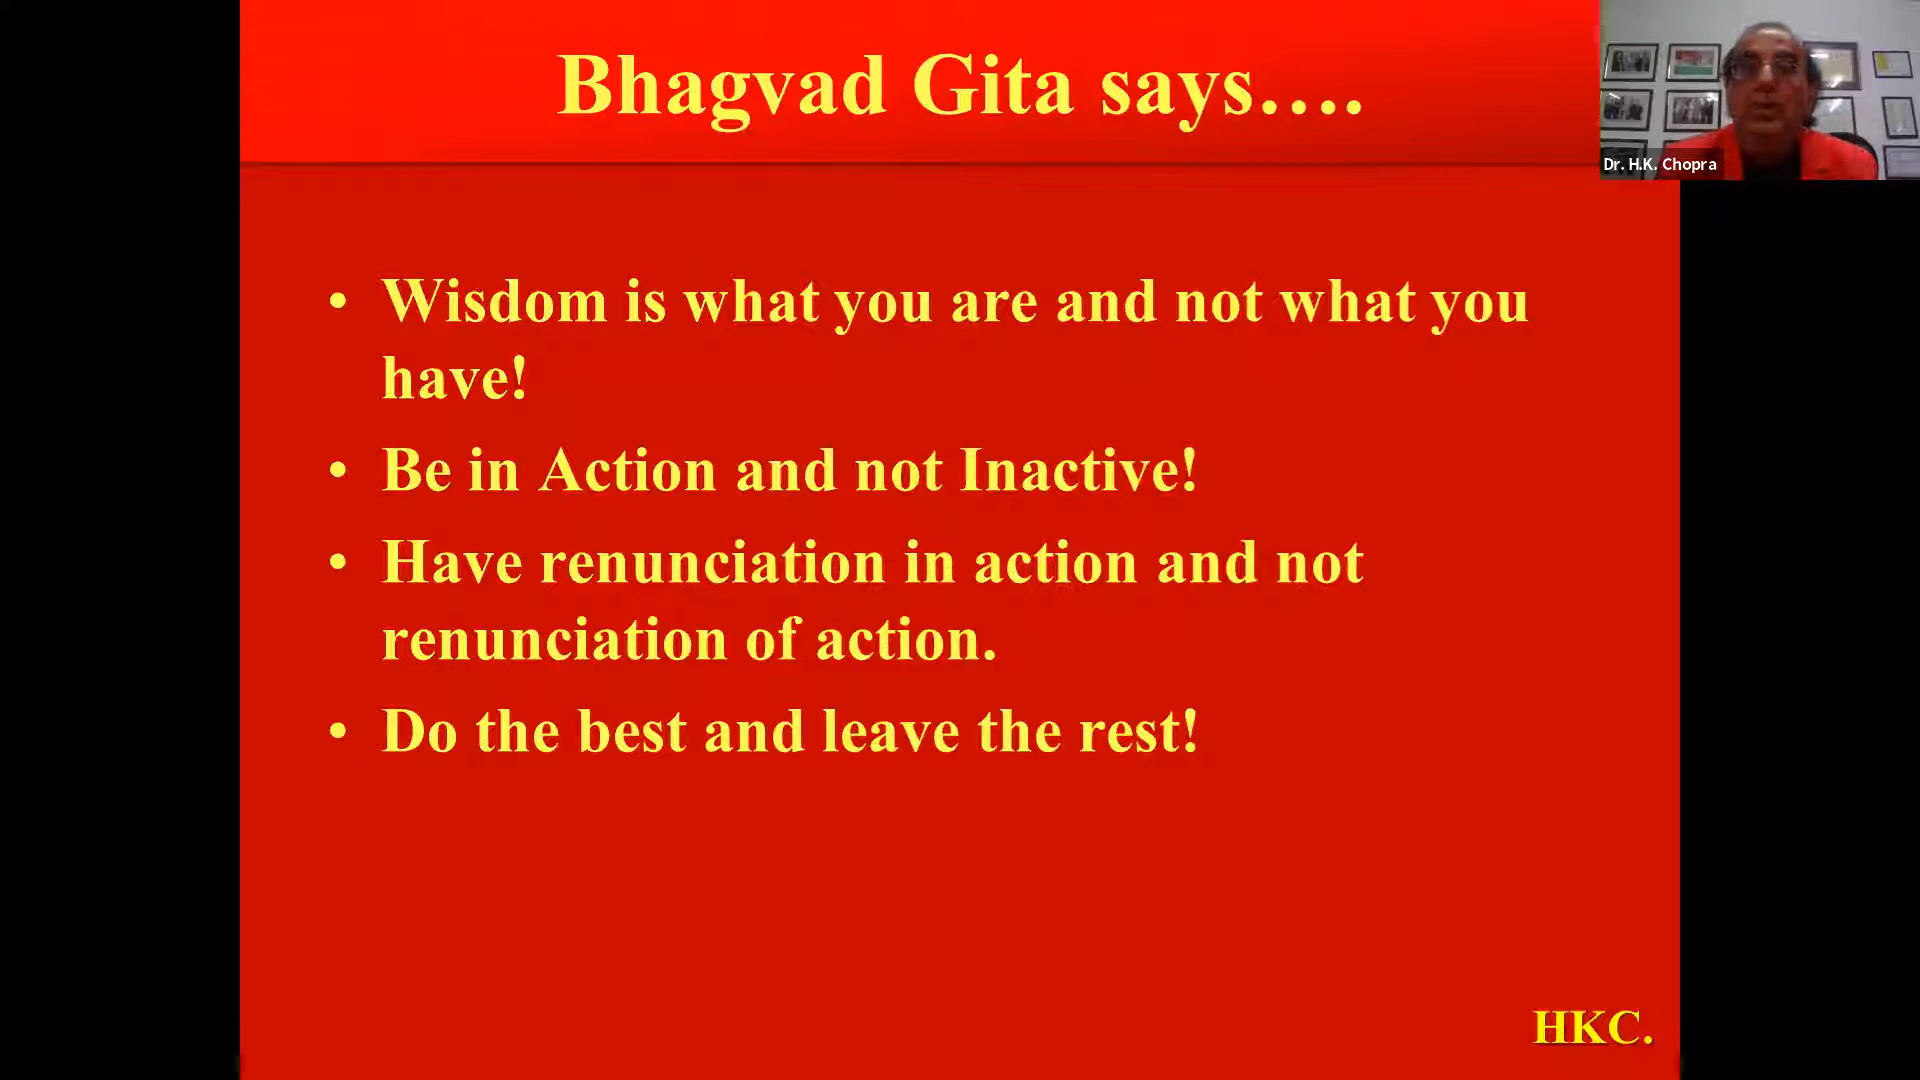 Bhagvad Gita says....
Dr. H.K. Chopra
• Wisdom is what you are and not what you
have!
• Be in Action and not Inactive!
• Have renunciation in action and not
renunciation of action.
• Do the best and leave the rest!
HKC.